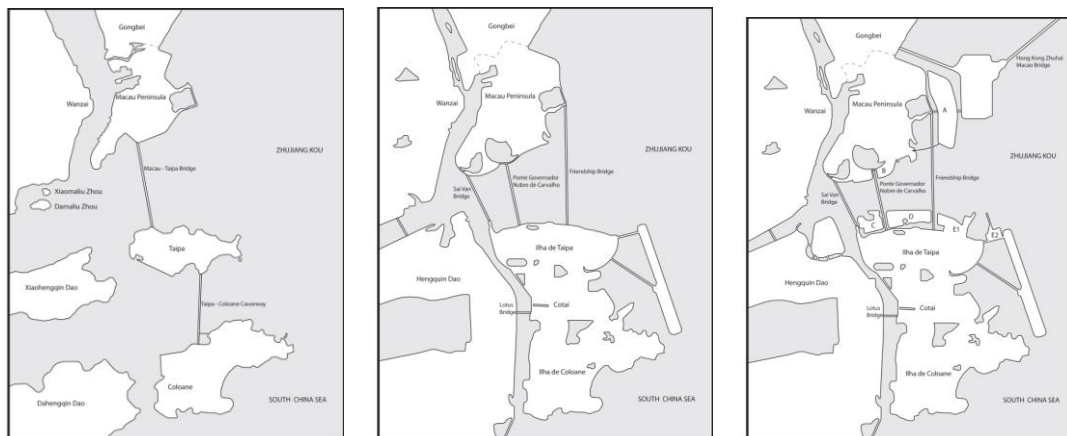 Gongbei
Wanzai
Macau Peninsula
ZHUJIANG KOU
Macau - Taipa Bridge
Xiaomaliu Zhou
Damaliu Zhou
Taipa
Xiaohengqin Dao
Taipa - Coloane Causeway
Coloane
Dahengqin Dao
SOUTH CHINA SEA
Gongbei
Wanzai
Macau Peninsula
ZHUJIANG KOU
Sai Van
Bridge
Ponte Governador
Nobre de Carvalho
Friendship Bridge
Ilha de Taipa
Hengquin Dao
Lotus
Bridge
Cotai
Ilha de Coloane
SOUTH CHINA SEA
Gongbei
Hong Kong Zhuhai
Macao Bridge
Wanzai
Macau Peninsula
A
ZHUJIANG KOU
B
Sai Van
Bridge
Ponte Governador
Nobre de Carvalho
Friendship Bridge
C
D
E1
E2
Ilha de Taipa
Hengquin Dao
Lotus
Bridge
Cotai
Ilha de Coloane
SOUTH CHINA SEA